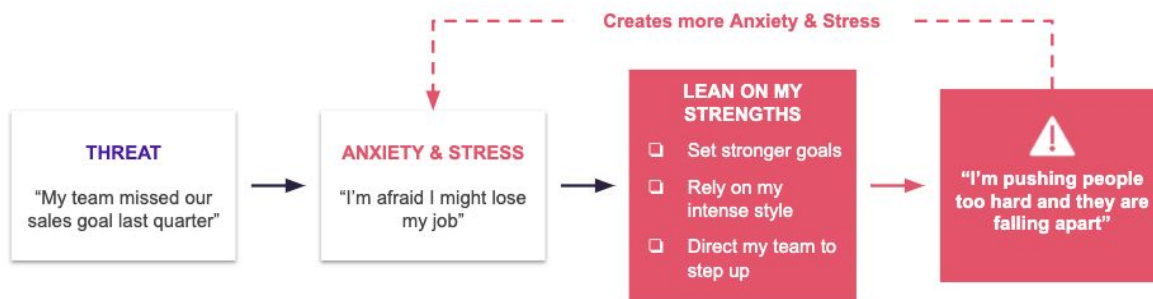 Creates more Anxiety & Stress
THREAT
“My team missed our
sales goal last quarter”
ANXIETY & STRESS
“I’m afraid I might lose
my job”
LEAN ON MY
STRENGTHS
Set stronger goals
Rely on my
intense style
Direct my team to
step up
“I’m pushing people
too hard and they are
falling apart”